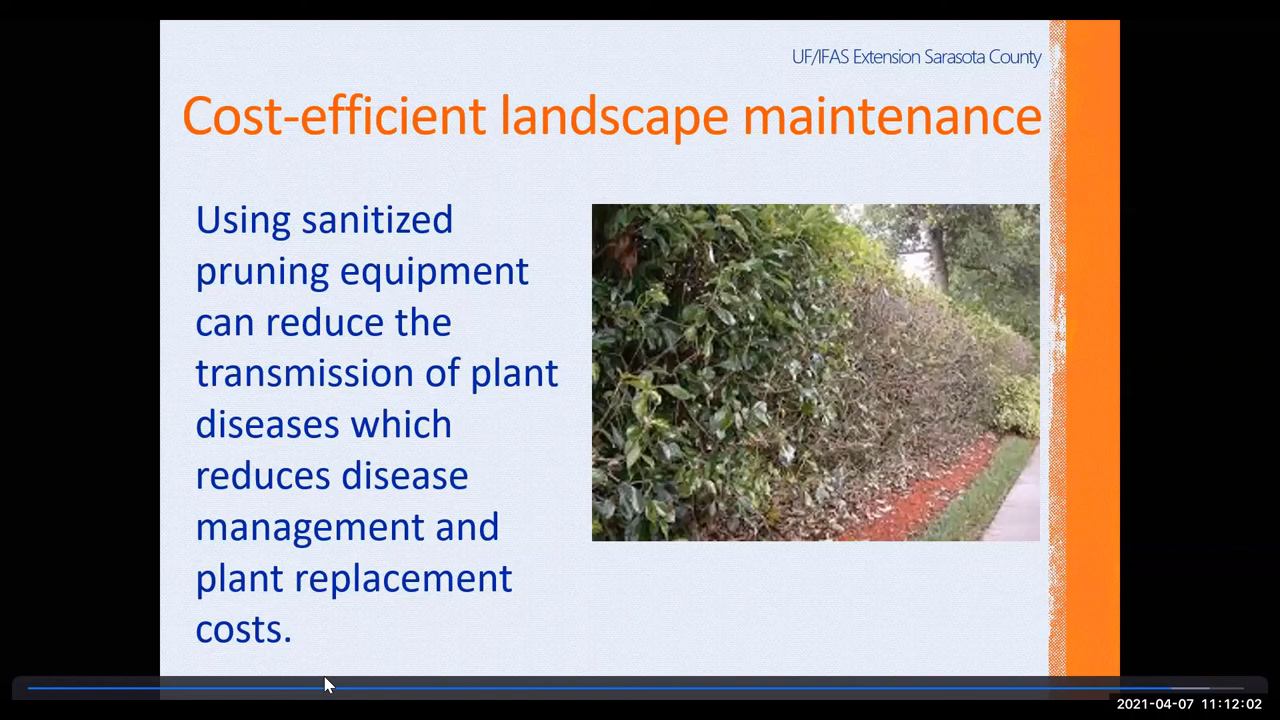 UF/IFAS Extension Sarasota County
Cost-efficient landscape maintenance
Using sanitized
pruning equipment
can reduce the
transmission of plant
diseases which
reduces disease
management and
plant replacement
costs.
2021-04-07 11:12:02